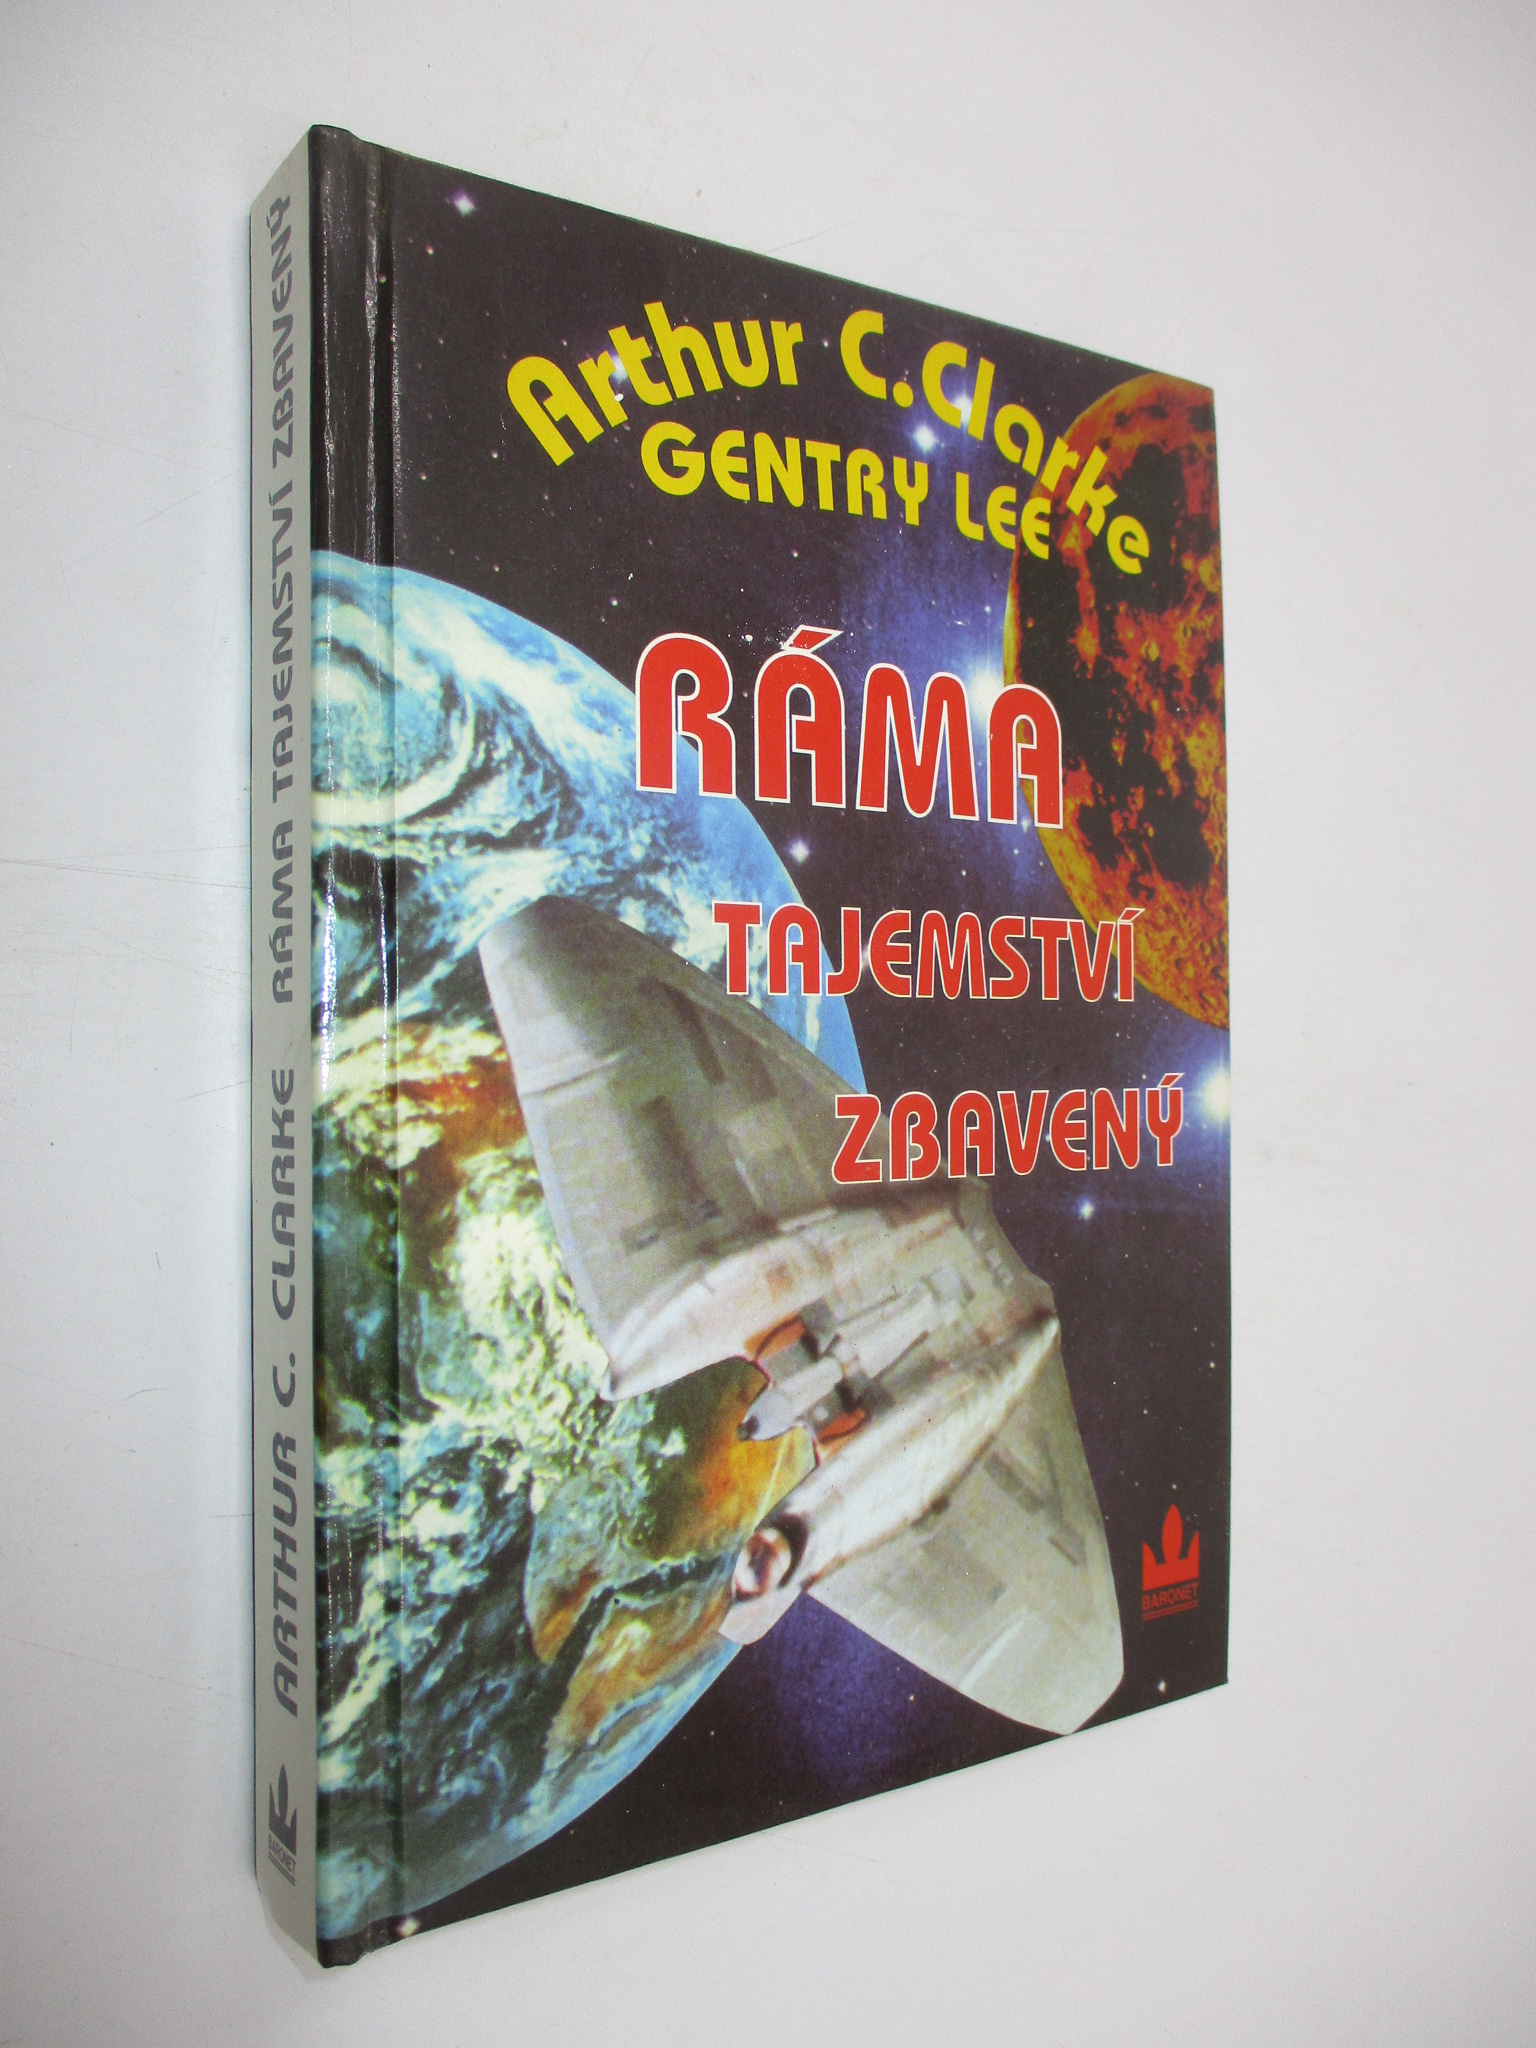 Arthur C. Clarke
GENTRY LEE
RÁMA
TAJEMSTVÍ
ZBAVENÝ
BARONET
ARTHUR C. CLARKE RÁMA TAJEMSTVÍ ZBAVENÝ
BARONET